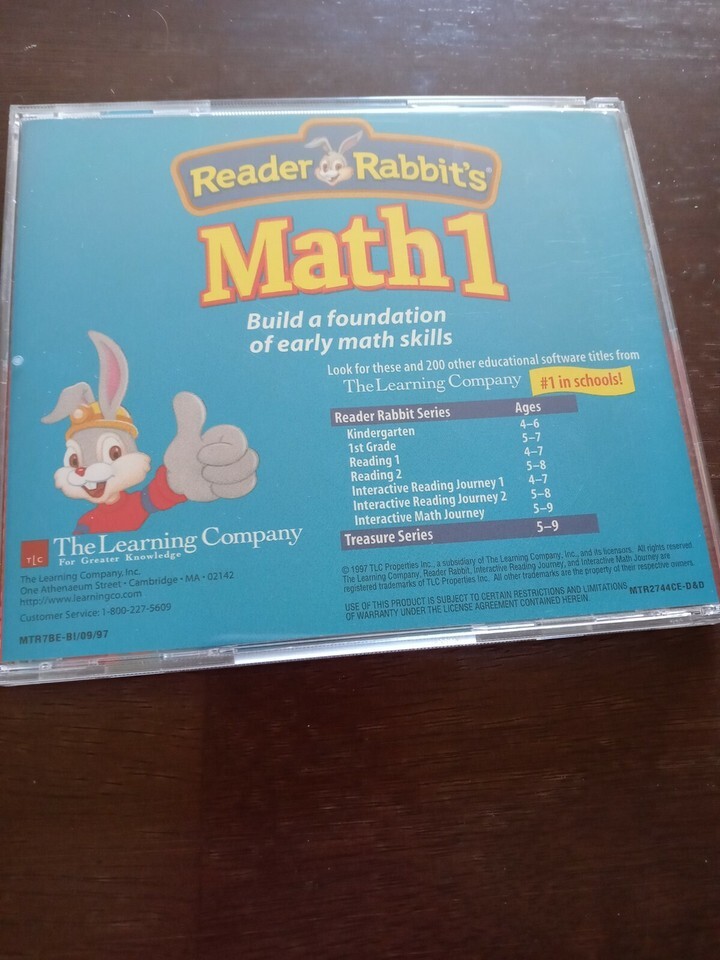 Reader Rabbit's®
Math 1
Build a foundation
of early math skills
Look for these and 200 other educational software titles from
The Learning Company #1 in schools!
Reader Rabbit Series Ages
Kindergarten 4–6
1st Grade 5–7
Reading 1 4–7
Reading 2 5–8
Interactive Reading Journey 1 4–7
Interactive Reading Journey 2 5–8
Interactive Math Journey 5–9
Treasure Series 5–9
TLC The Learning Company
For Greater Knowledge
The Learning Company, Inc.
One Athenaeum Street • Cambridge • MA • 02142
http://www.learningco.com
Customer Service: 1-800-227-5609
MTR7BE-BI/09/97
© 1997 TLC Properties Inc., a subsidiary of The Learning Company, Inc., and its licensors. All rights reserved.
The Learning Company, Reader Rabbit, Interactive Reading Journey, and Interactive Math Journey are
registered trademarks of TLC Properties Inc. All other trademarks are the property of their respective owners.
USE OF THIS PRODUCT IS SUBJECT TO CERTAIN RESTRICTIONS AND LIMITATIONS
OF WARRANTY UNDER THE LICENSE AGREEMENT CONTAINED HEREIN.
MTR2744CE-D&D